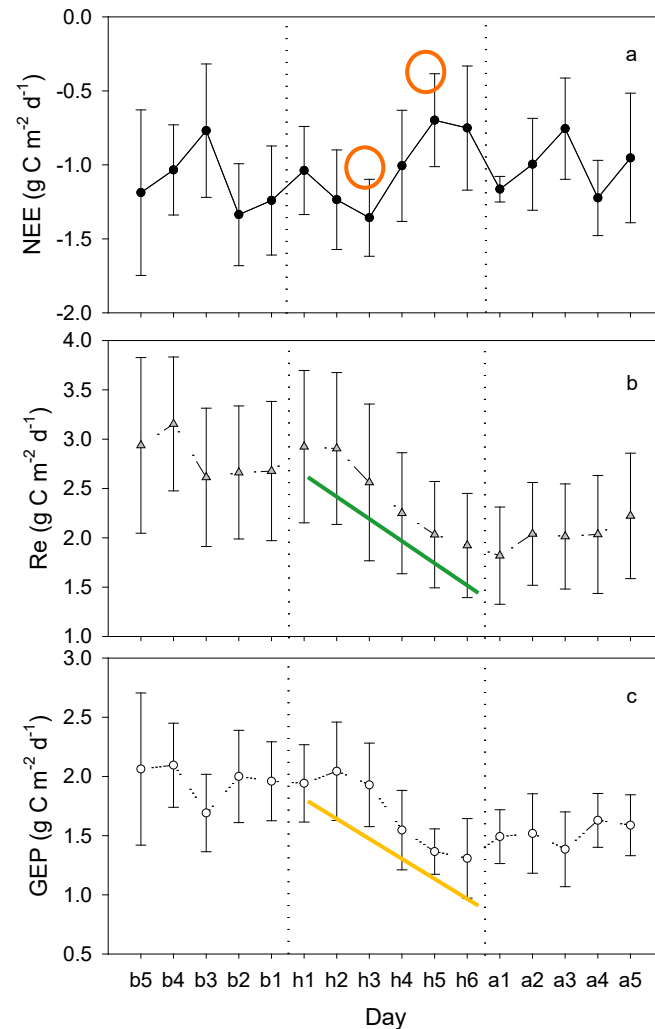 0.0
-0.5
-1.0
-1.5
-2.0
NEE (g C m-2 d-1)
a
4.0
3.5
3.0
2.5
2.0
1.5
1.0
Re (g C m-2 d-1)
b
3.0
2.5
2.0
1.5
1.0
0.5
GEP (g C m-2 d-1)
c
b5 b4 b3 b2 b1 h1 h2 h3 h4 h5 h6 a1 a2 a3 a4 a5
Day